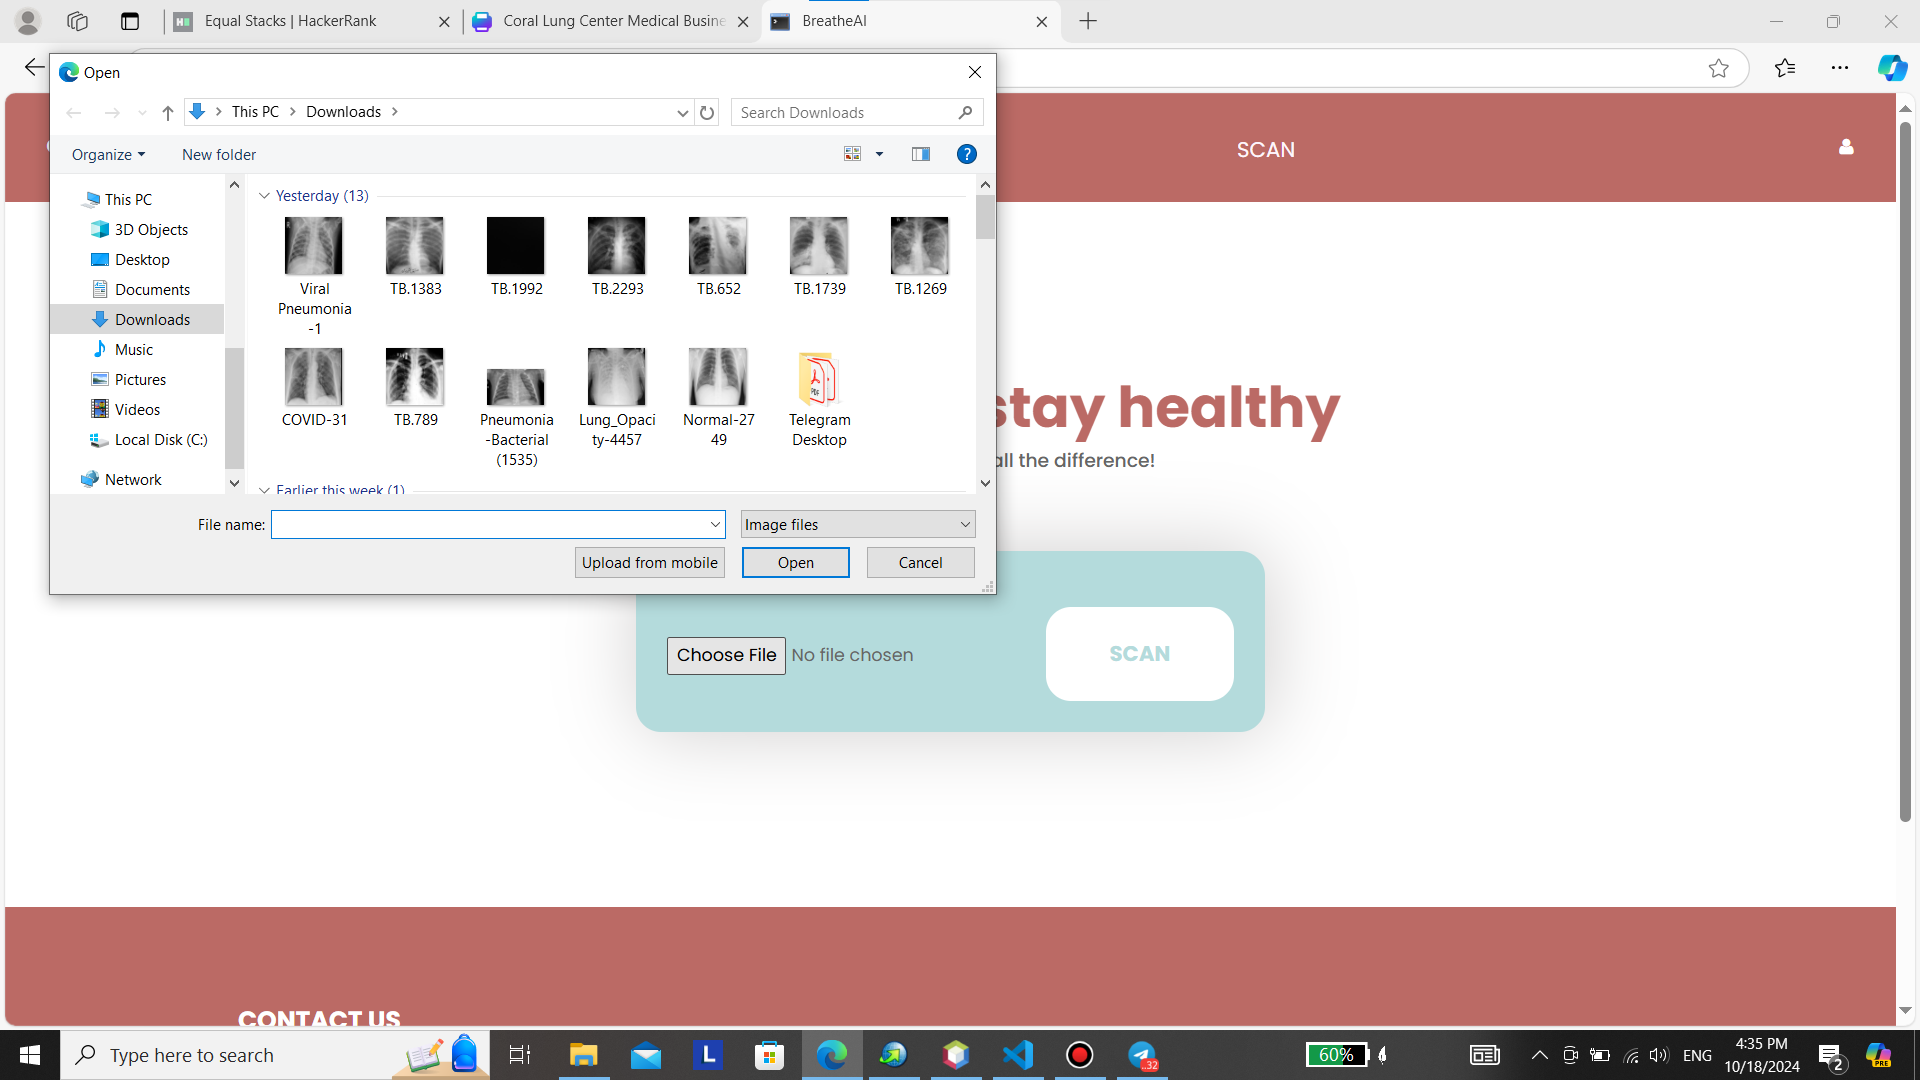 Equal Stacks | HackerRank
Coral Lung Center Medical Busine
BreatheAI
Open
This PC
Downloads
Search Downloads
Organize
New folder
This PC
3D Objects
Desktop
Documents
Downloads
Music
Pictures
Videos
Local Disk (C:)
Network
Yesterday (13)
Viral
Pneumonia
-1
TB.1383
TB.1992
TB.2293
TB.652
TB.1739
TB.1269
COVID-31
TB.789
Pneumonia
-Bacterial
(1535)
Lung_Opaci
ty-4457
Normal-27
49
Telegram
Desktop
Earlier this week (1)
File name:
Image files
Upload from mobile
Open
Cancel
SCAN
stay healthy
all the difference!
Choose File No file chosen
SCAN
CONTACT US
Type here to search
60%
ENG
4:35 PM
10/18/2024
2